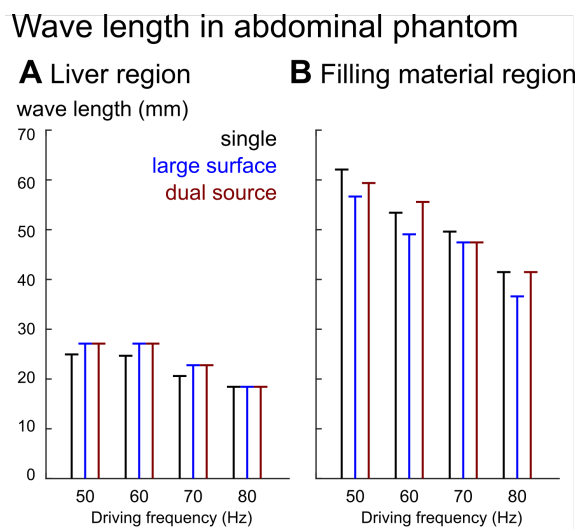 Wave length in abdominal phantom
A Liver region
B Filling material region
wave length (mm)
single
large surface
dual source
70
60
50
40
30
20
10
0
50 60 70 80
Driving frequency (Hz)
50 60 70 80
Driving frequency (Hz)